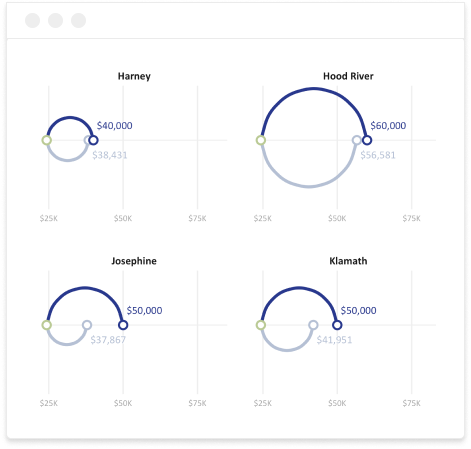 Harney
$40,000
$38,431
$25K $50K $75K
Hood River
$60,000
$56,581
$25K $50K $75K
Josephine
$50,000
$37,867
$25K $50K $75K
Klamath
$50,000
$41,951
$25K $50K $75K